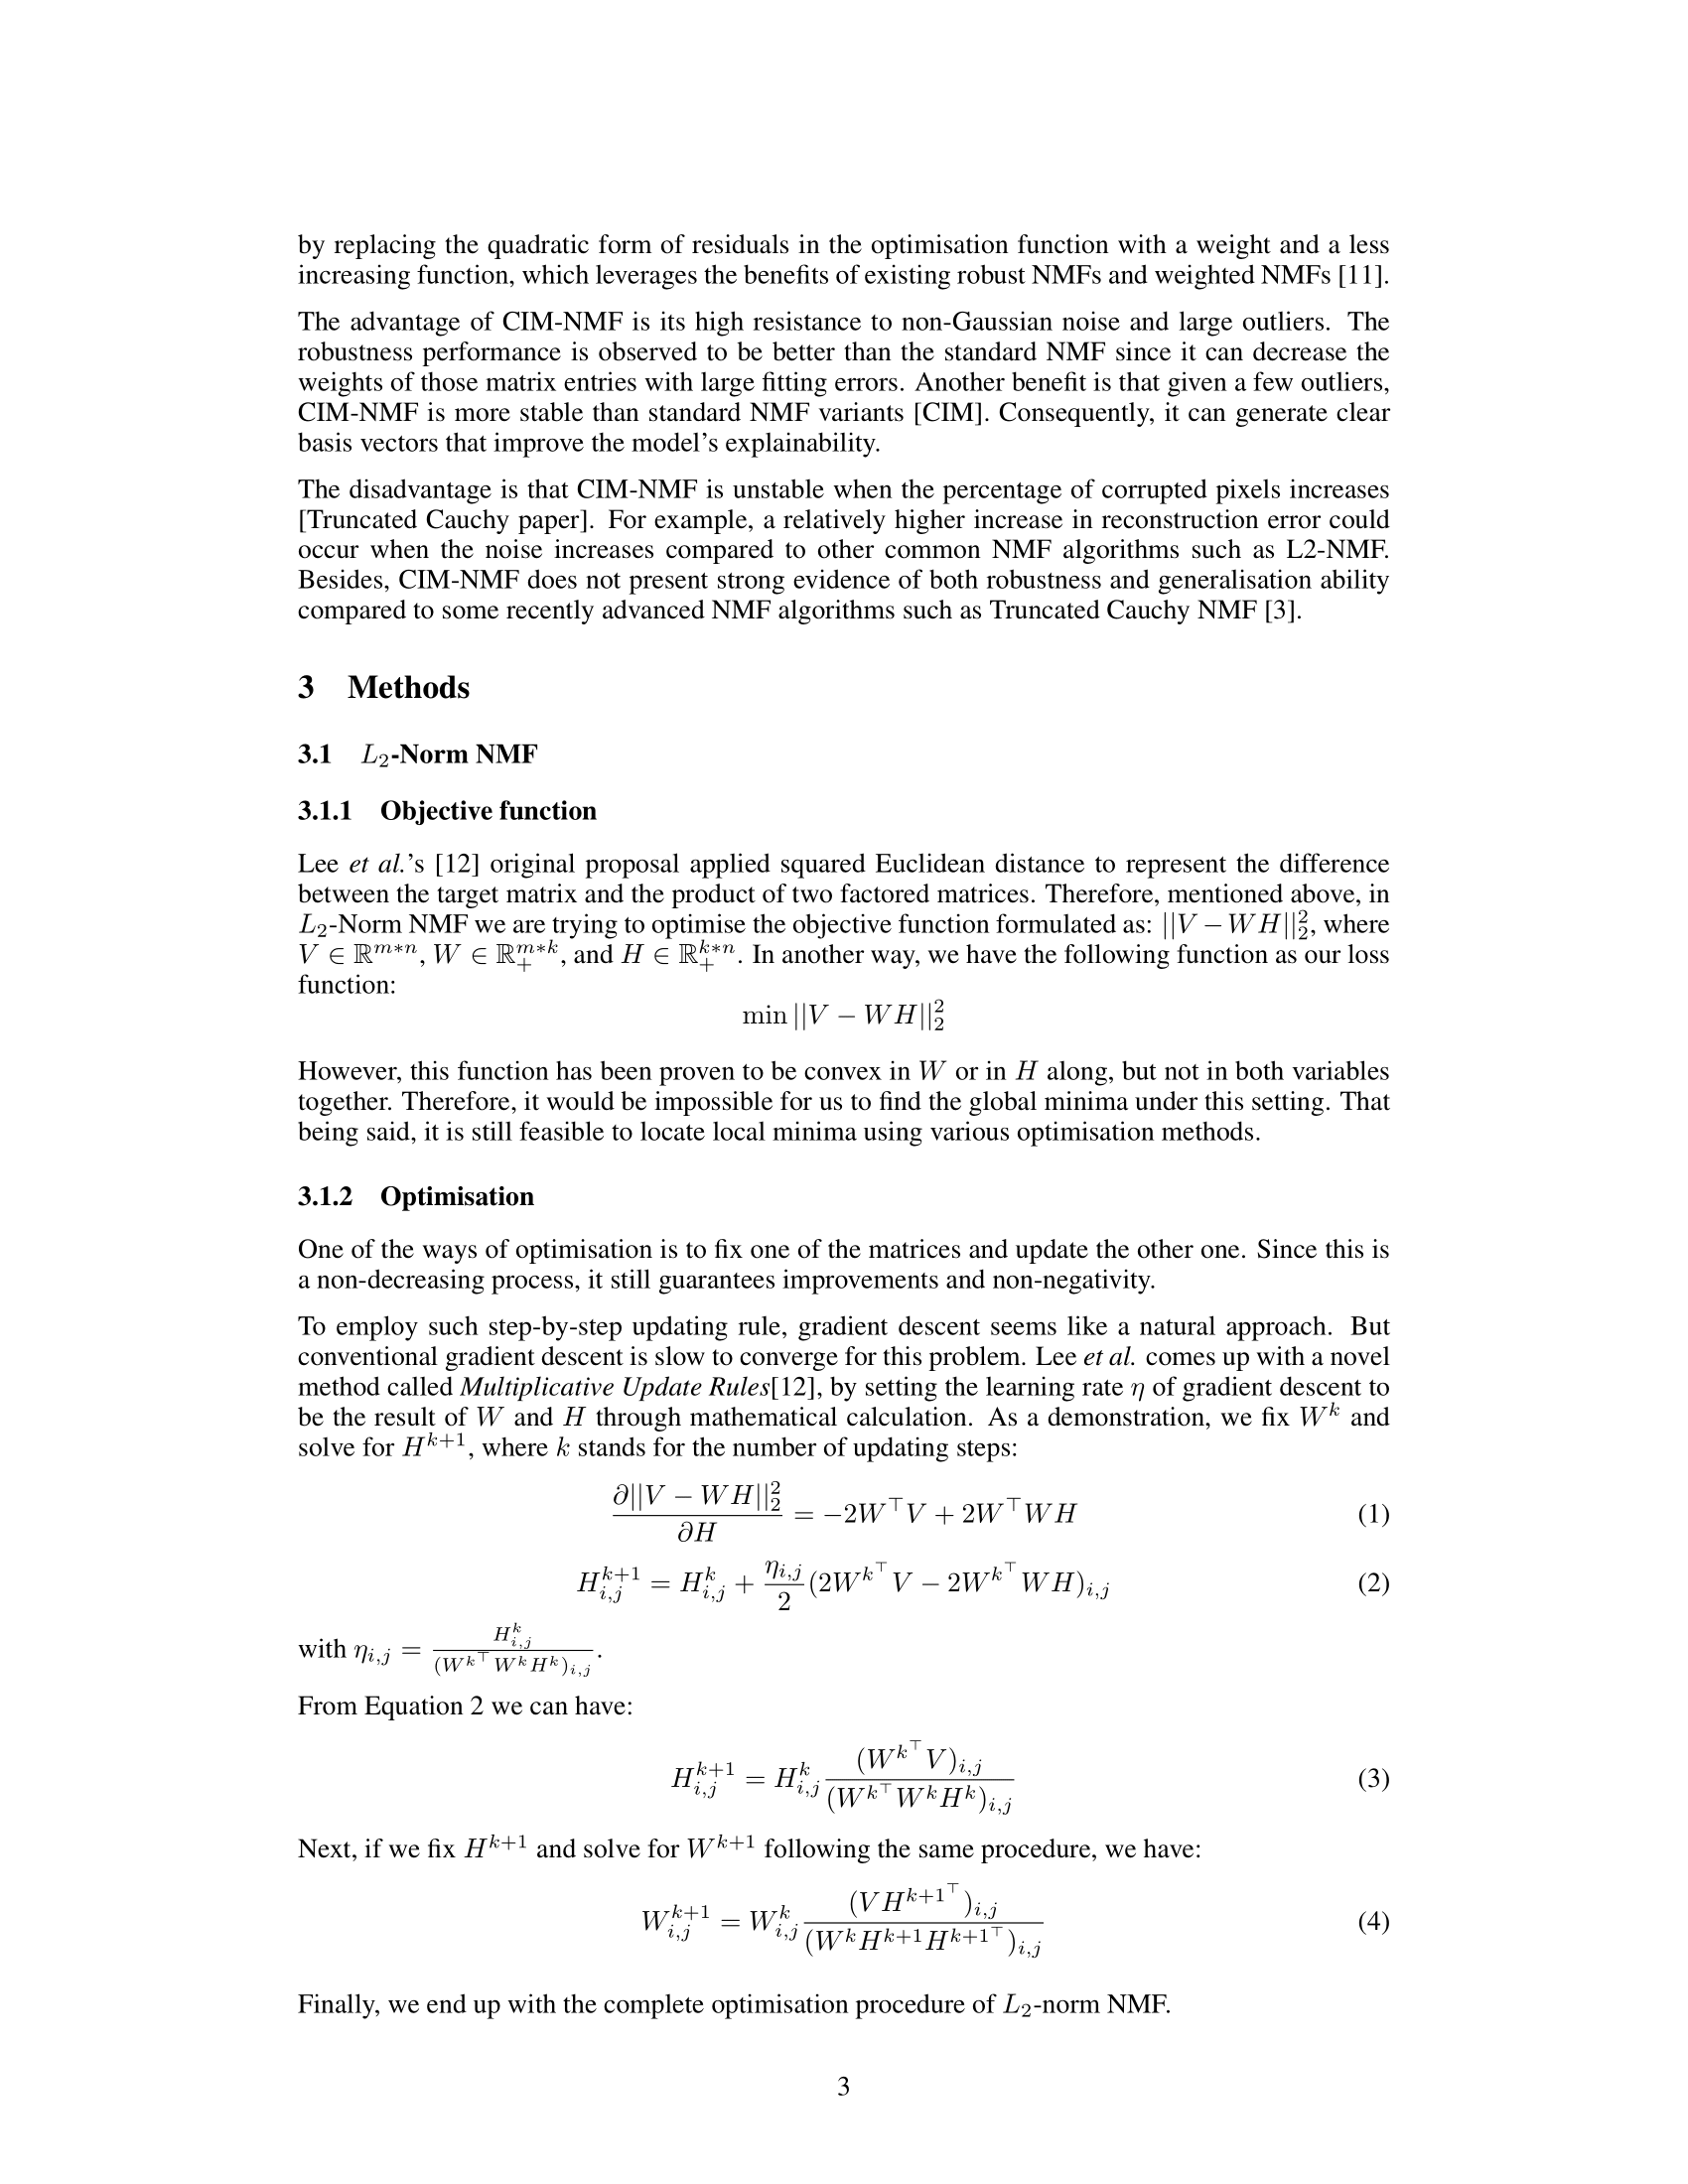 by replacing the quadratic form of residuals in the optimisation function with a weight and a less
increasing function, which leverages the benefits of existing robust NMFs and weighted NMFs [11].
The advantage of CIM-NMF is its high resistance to non-Gaussian noise and large outliers. The
robustness performance is observed to be better than the standard NMF since it can decrease the
weights of those matrix entries with large fitting errors. Another benefit is that given a few outliers,
CIM-NMF is more stable than standard NMF variants [CIM]. Consequently, it can generate clear
basis vectors that improve the model's explainability.
The disadvantage is that CIM-NMF is unstable when the percentage of corrupted pixels increases
[Truncated Cauchy paper]. For example, a relatively higher increase in reconstruction error could
occur when the noise increases compared to other common NMF algorithms such as L2-NMF.
Besides, CIM-NMF does not present strong evidence of both robustness and generalisation ability
compared to some recently advanced NMF algorithms such as Truncated Cauchy NMF [3].
3 Methods
3.1 $L_2$-Norm NMF
3.1.1 Objective function
Lee et al.'s [12] original proposal applied squared Euclidean distance to represent the difference
between the target matrix and the product of two factored matrices. Therefore, mentioned above, in
$L_2$-Norm NMF we are trying to optimise the objective function formulated as: $||V - WH||_2^2$, where
$V \in \mathbb{R}^{m*n}$, $W \in \mathbb{R}_+^{m*k}$, and $H \in \mathbb{R}_+^{k*n}$. In another way, we have the following function as our loss
function:
$\min ||V - WH||_2^2$
However, this function has been proven to be convex in $W$ or in $H$ along, but not in both variables
together. Therefore, it would be impossible for us to find the global minima under this setting. That
being said, it is still feasible to locate local minima using various optimisation methods.
3.1.2 Optimisation
One of the ways of optimisation is to fix one of the matrices and update the other one. Since this is
a non-decreasing process, it still guarantees improvements and non-negativity.
To employ such step-by-step updating rule, gradient descent seems like a natural approach. But
conventional gradient descent is slow to converge for this problem. Lee et al. comes up with a novel
method called Multiplicative Update Rules[12], by setting the learning rate $\eta$ of gradient descent to
be the result of $W$ and $H$ through mathematical calculation. As a demonstration, we fix $W^k$ and
solve for $H^{k+1}$, where $k$ stands for the number of updating steps:
$\frac{\partial ||V - WH||_2^2}{\partial H} = -2W^\top V + 2W^\top WH$ (1)
$H_{i,j}^{k+1} = H_{i,j}^k + \frac{\eta_{i,j}}{2}(2W^{k^\top} V - 2W^{k^\top} WH)_{i,j}$ (2)
with $\eta_{i,j} = \frac{H_{i,j}^k}{(W^{k^\top} W^k H^k)_{i,j}}$.
From Equation 2 we can have:
$H_{i,j}^{k+1} = H_{i,j}^k \frac{(W^{k^\top} V)_{i,j}}{(W^{k^\top} W^k H^k)_{i,j}}$ (3)
Next, if we fix $H^{k+1}$ and solve for $W^{k+1}$ following the same procedure, we have:
$W_{i,j}^{k+1} = W_{i,j}^k \frac{(V H^{k+1^\top})_{i,j}}{(W^k H^{k+1} H^{k+1^\top})_{i,j}}$ (4)
Finally, we end up with the complete optimisation procedure of $L_2$-norm NMF.
3